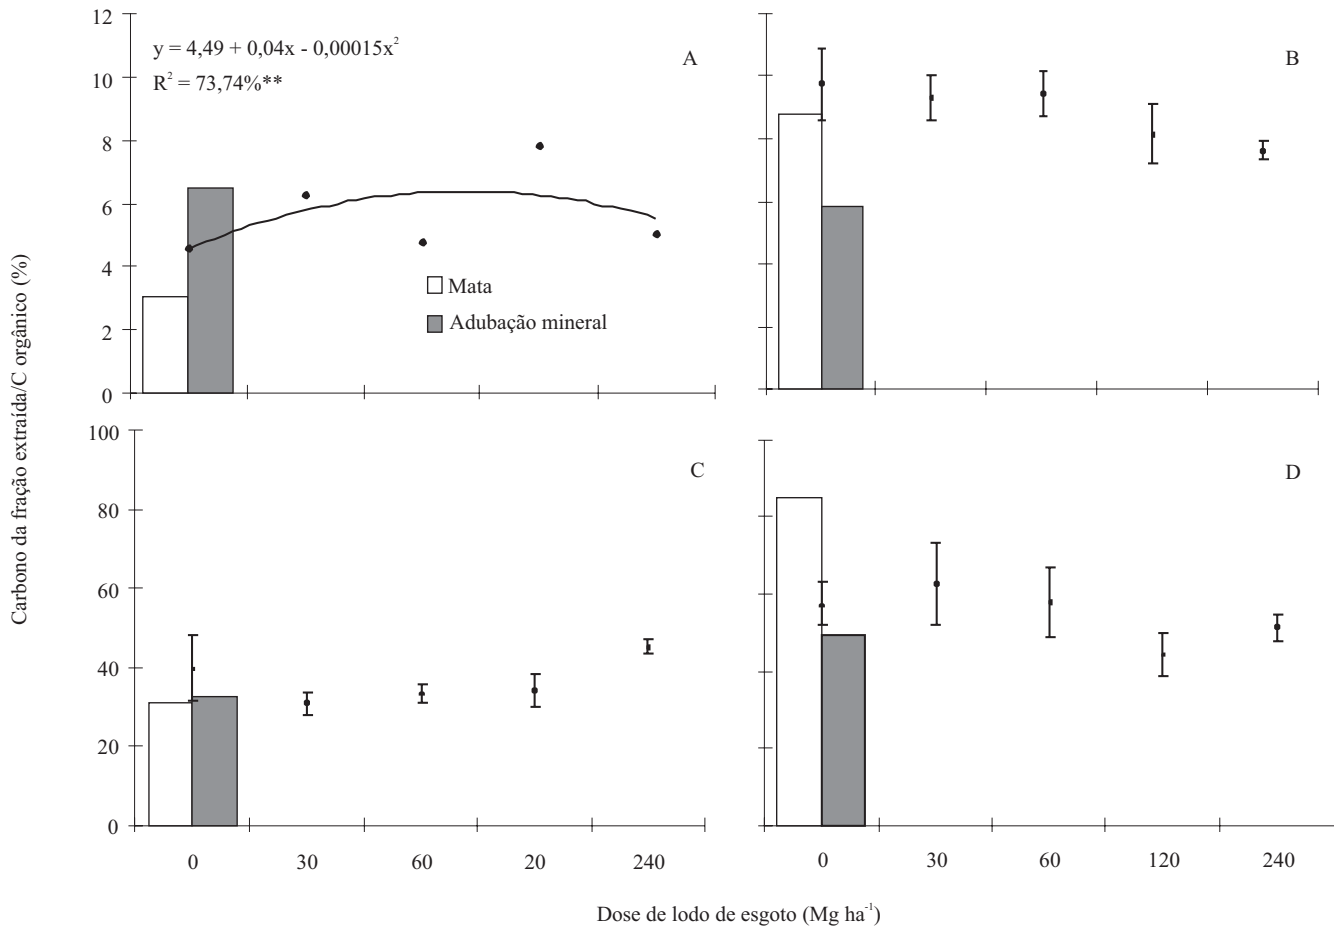 Carbono da fração extraída/C orgânico (%)
12
10
8
6
4
2
0
y = 4,49 + 0,04x - 0,00015x²
R² = 73,74%**
A
Mata
Adubação mineral
B
100
80
60
40
20
0
C
D
0 30 60 20 240
0 30 60 120 240
Dose de lodo de esgoto (Mg ha⁻¹)